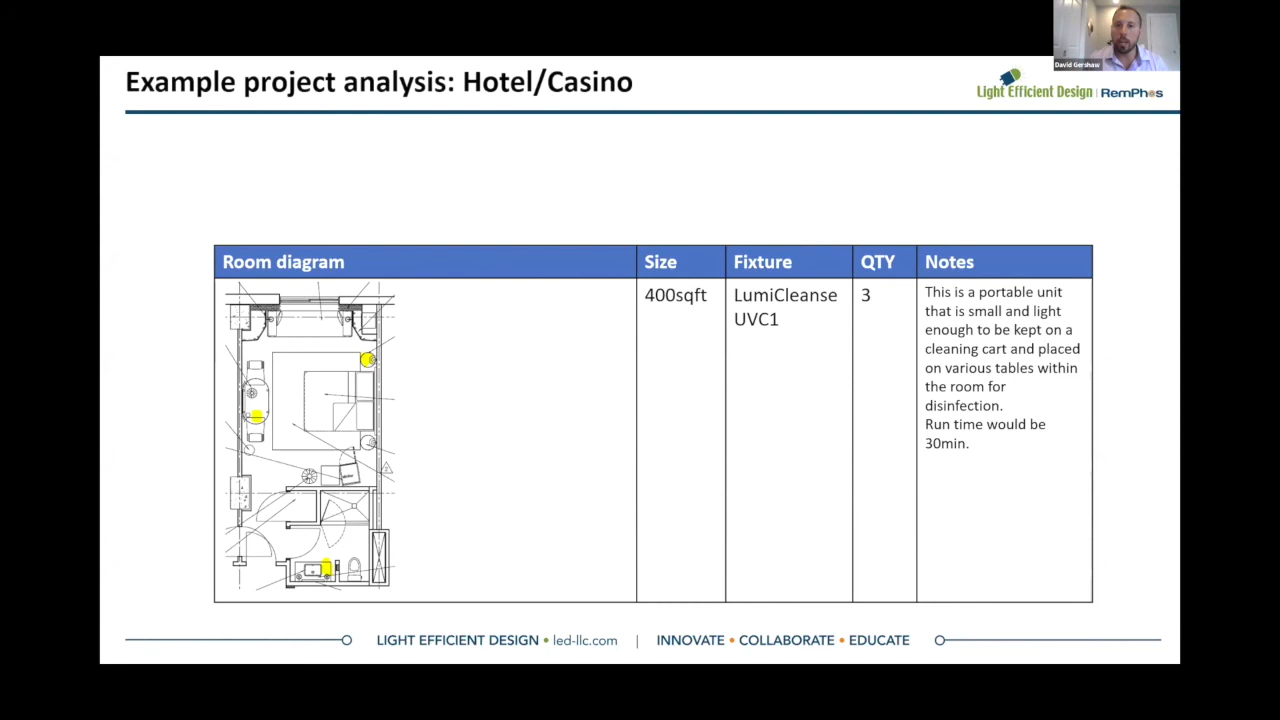 David Gershaw
Example project analysis: Hotel/Casino
Light Efficient Design | RemPhos
Room diagram
Size
Fixture
QTY
Notes
400sqft
LumiCleanse
UVC1
3
This is a portable unit
that is small and light
enough to be kept on a
cleaning cart and placed
on various tables within
the room for
disinfection.
Run time would be
30min.
LIGHT EFFICIENT DESIGN • led-llc.com | INNOVATE • COLLABORATE • EDUCATE